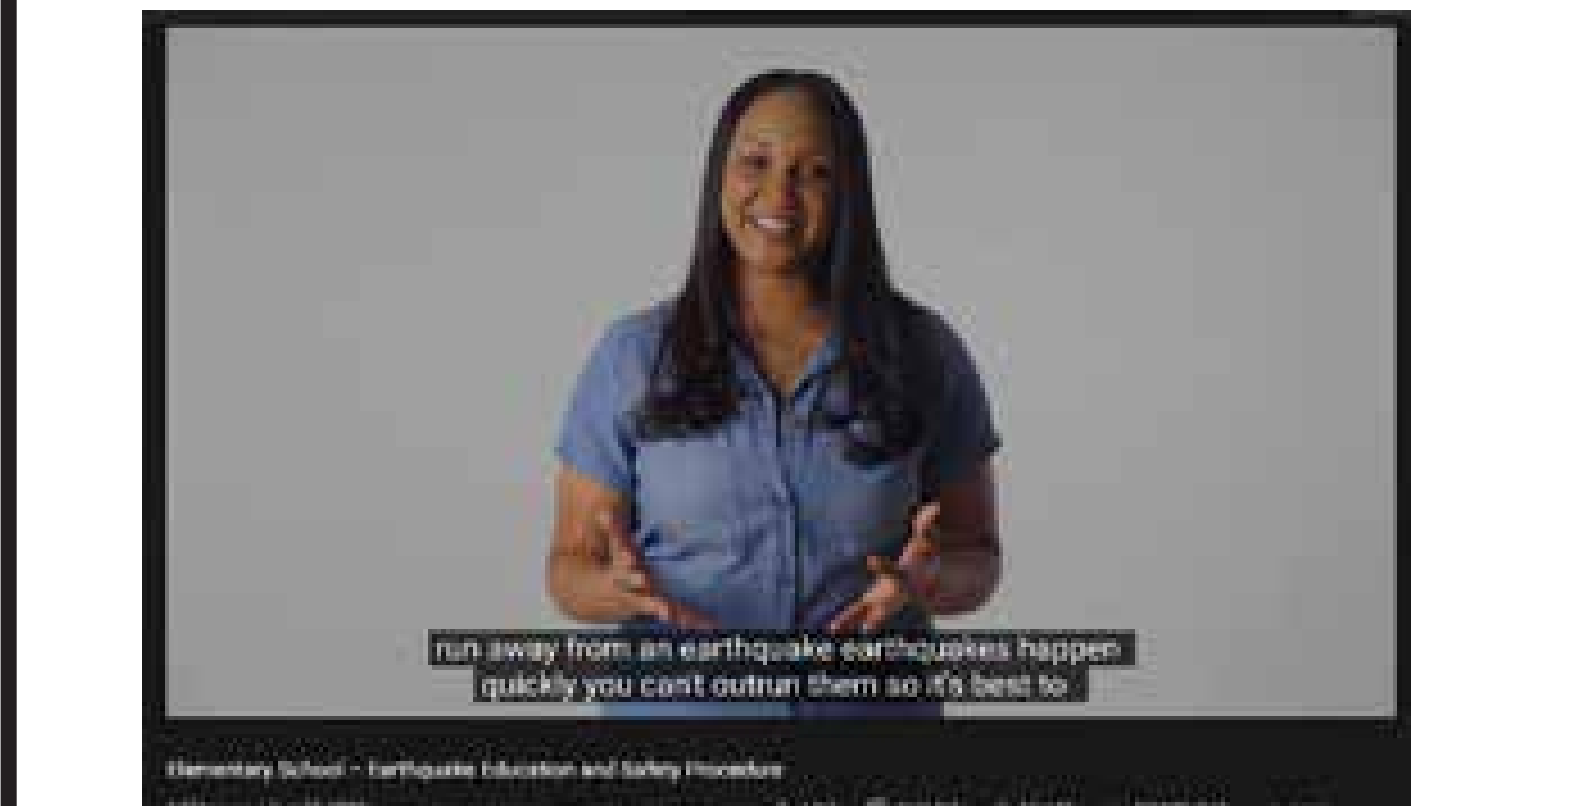 run away from an earthquake earthquakes happen
quickly you can't outrun them so it's best to
Elementary School - Earthquake Education and Safety Procedure